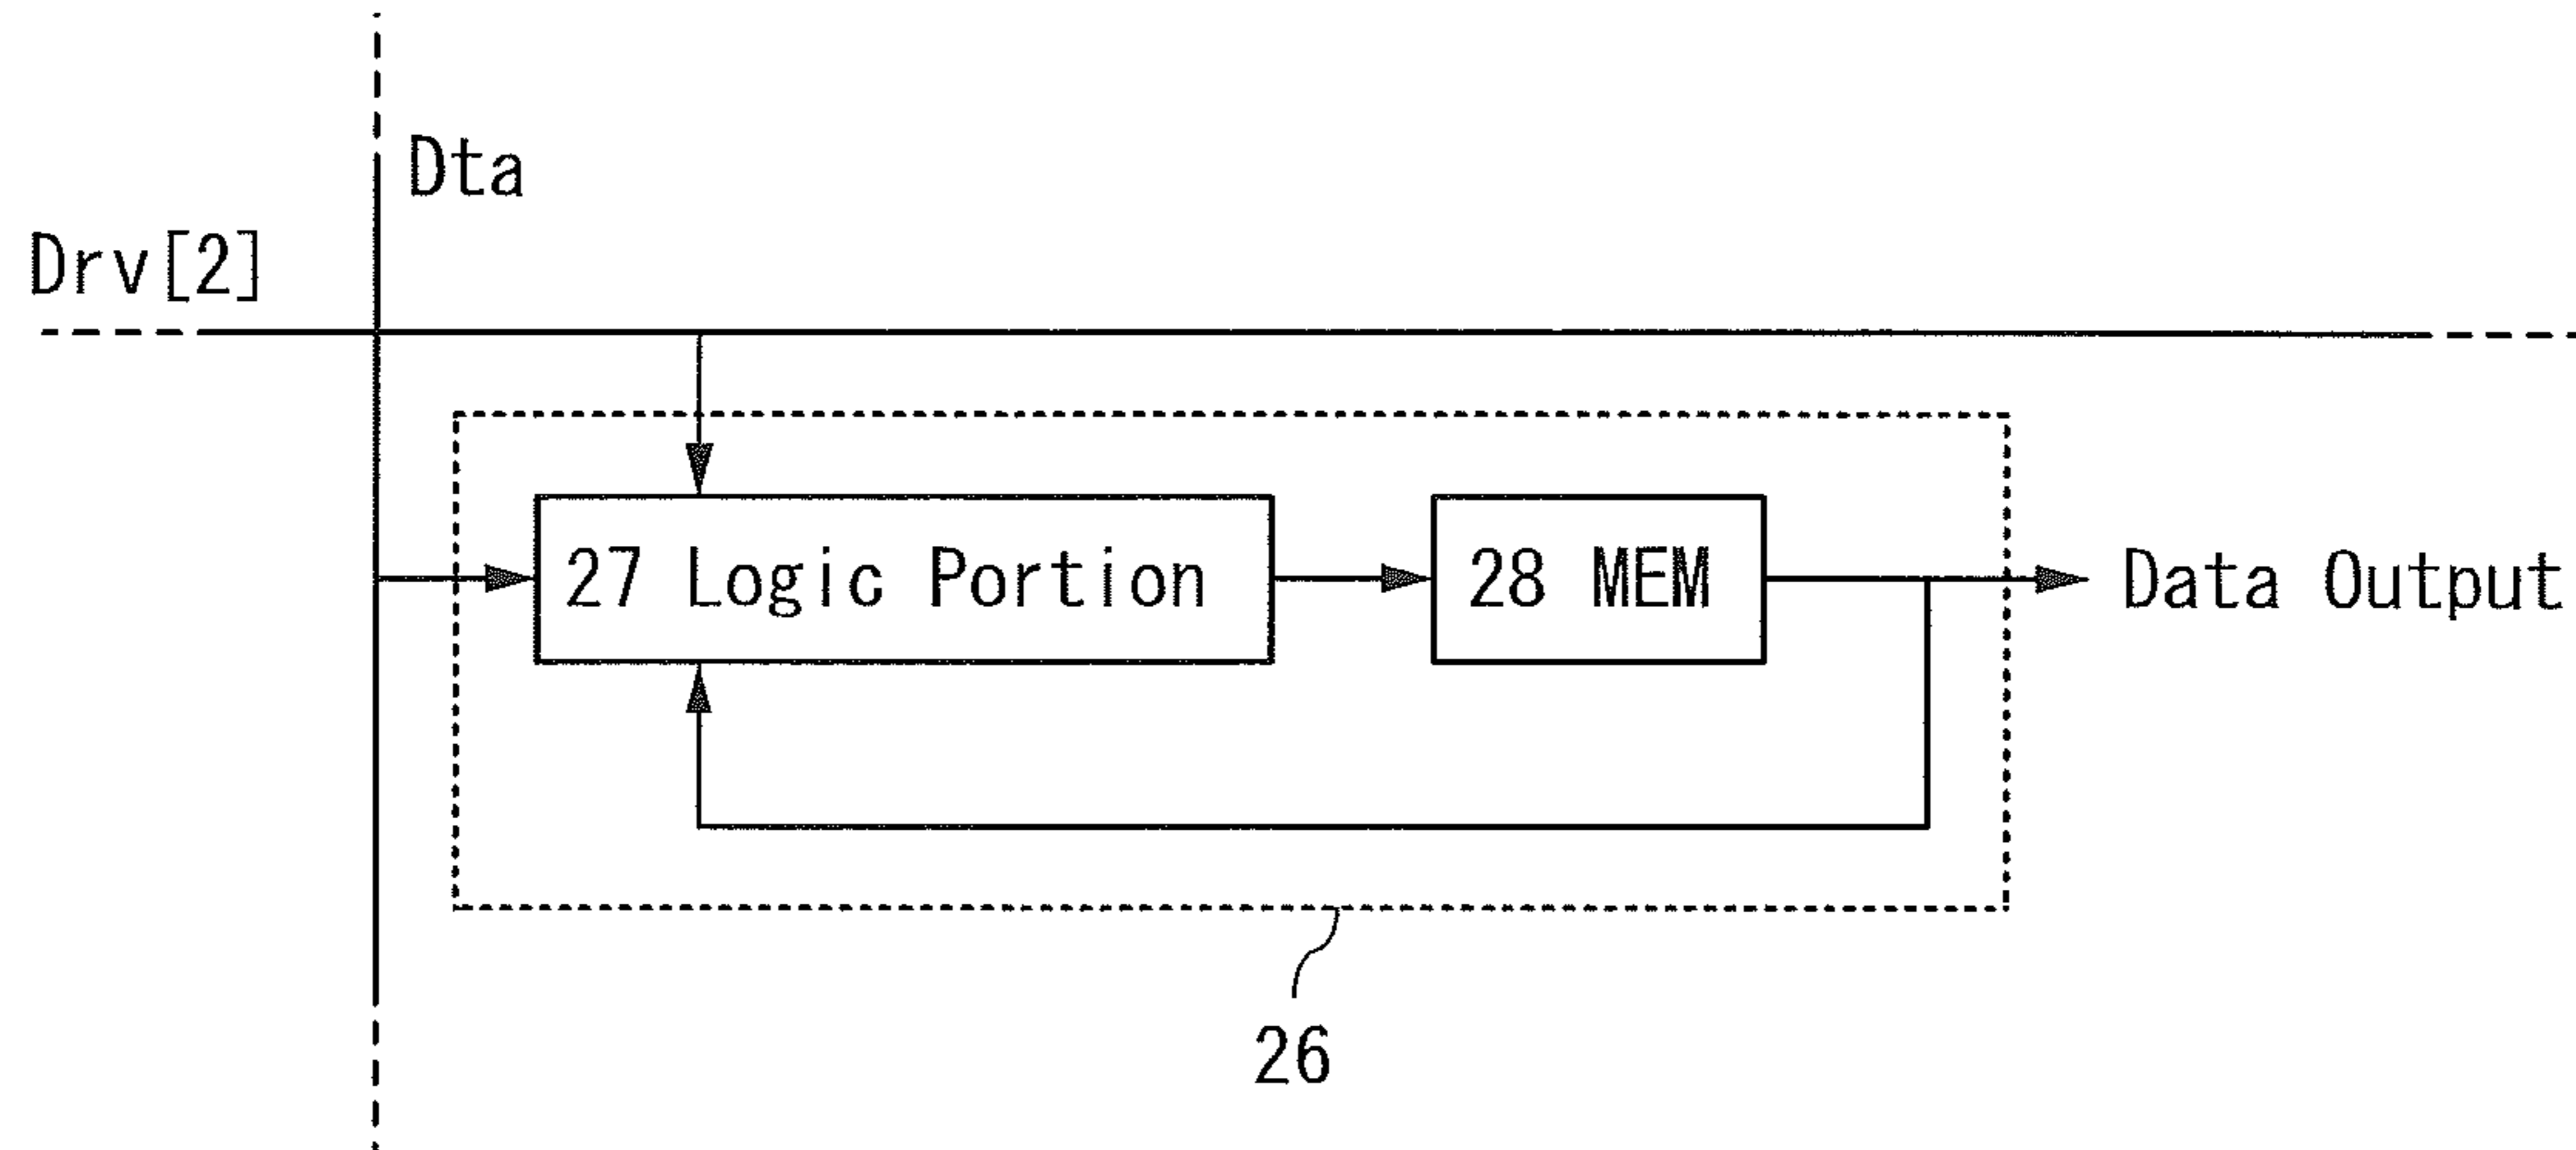 Dta
Drv[2]
27 Logic Portion
28 MEM
Data Output
26